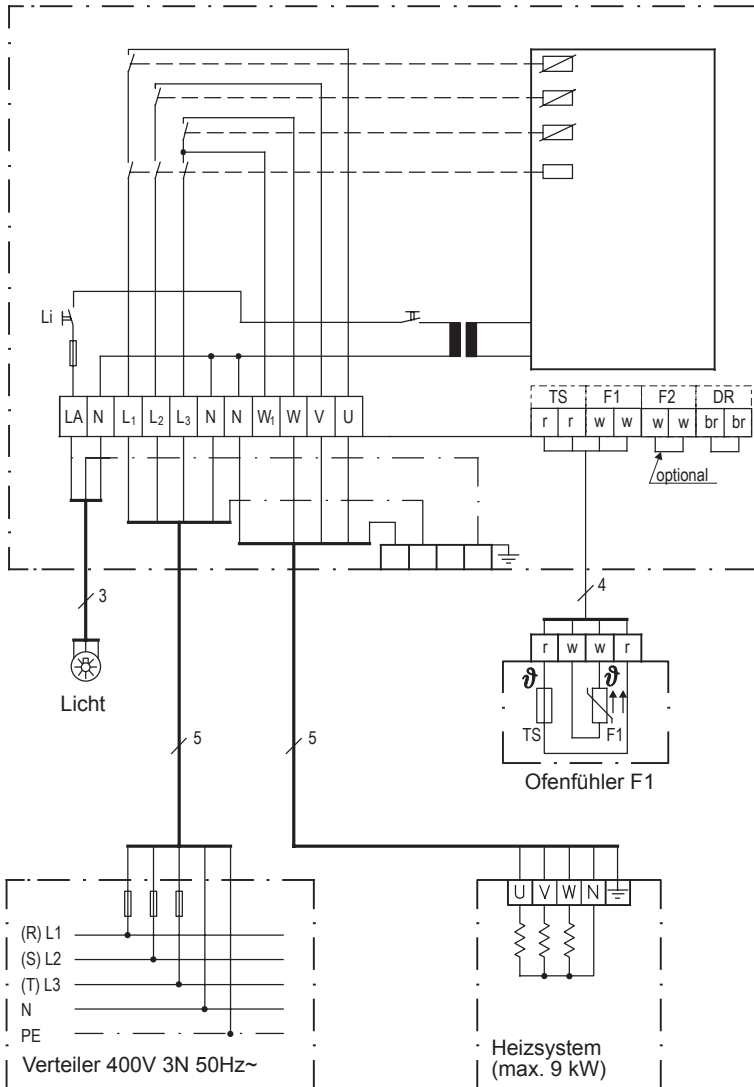 Li
TS F1 F2 DR
LA N L1 L2 L3 N N W1 W V U
r r w w w w br br
optional
3
4
Licht
r w w r
ϑ ϑ
TS F1
Ofenfühler F1
5 5
U V W N
(R) L1
(S) L2
(T) L3
N
PE
Verteiler 400V 3N 50Hz~
Heizsystem
(max. 9 kW)